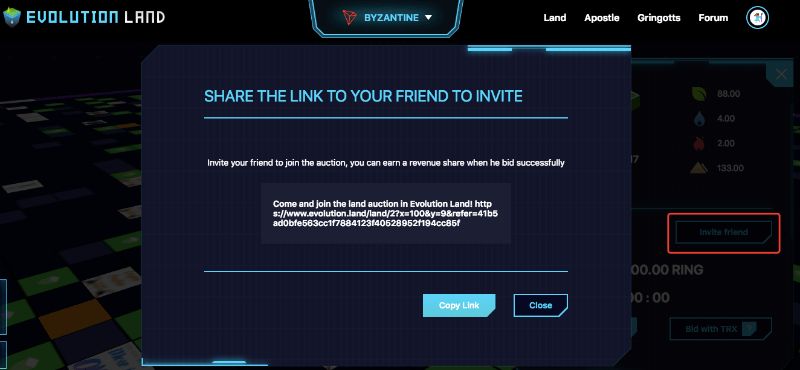 EVOLUTION LAND
BYZANTINE
Land Apostle Gringotts Forum
SHARE THE LINK TO YOUR FRIEND TO INVITE
Invite your friend to join the auction, you can earn a revenue share when he bid successfully
Come and join the land auction in Evolution Land! http
s://www.evolution.land/land/2?x=100&y=9&refer=41b5
ad0bfe563cc1f7884123f40528952f194cc85f
Copy Link
Close
88.00
4.00
2.00
133.00
Invite friend
00.00 RING
00 : 00
Bid with TRX ?